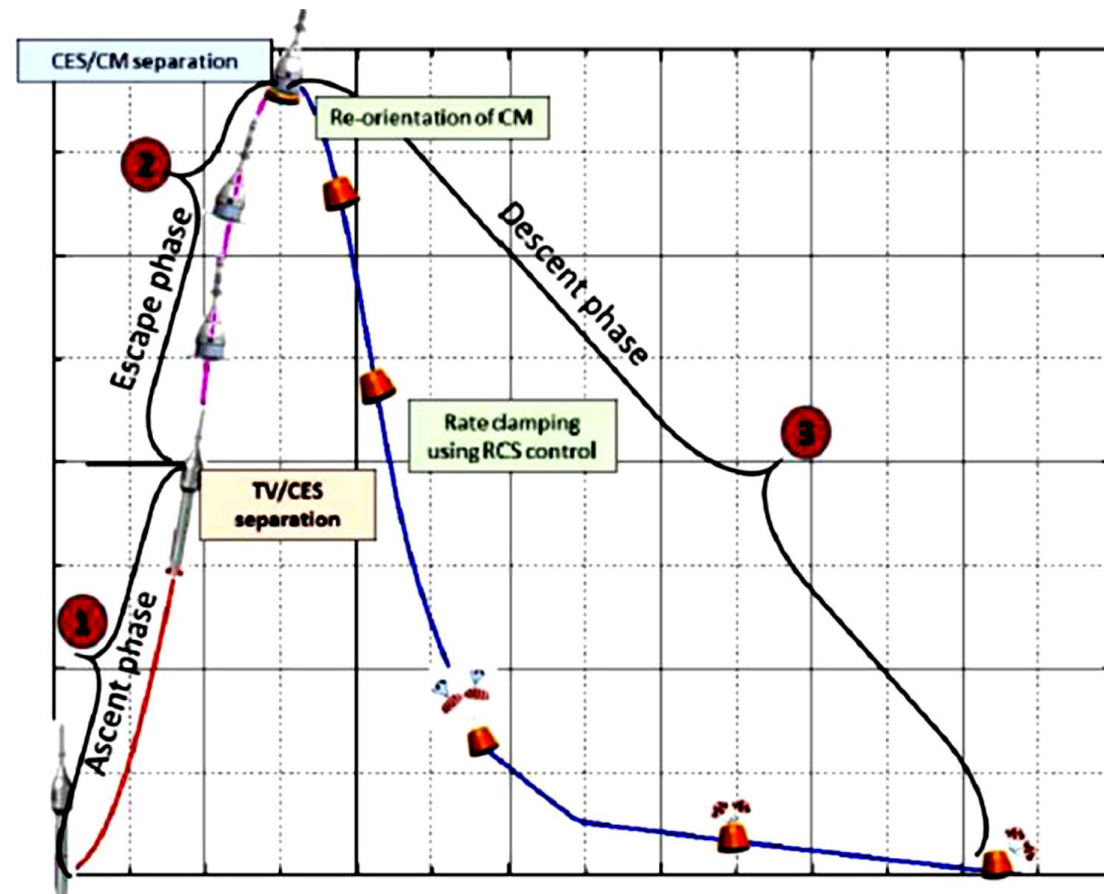 CES/CM separation
Re-orientation of CM
2
Escape phase
Descent phase
3
Rate clamping
using RCS control
TV/CES
separation
1
Ascent phase